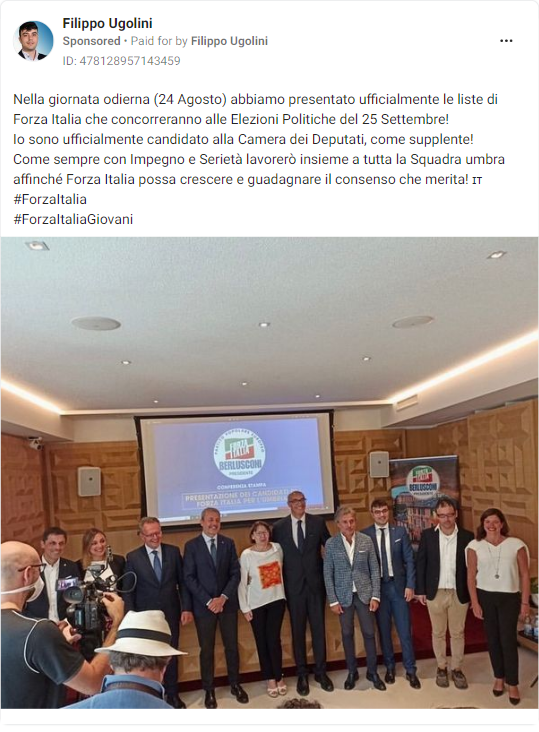 Filippo Ugolini
Sponsored • Paid for by Filippo Ugolini
ID: 478128957143459
Nella giornata odierna (24 Agosto) abbiamo presentato ufficialmente le liste di
Forza Italia che concorreranno alle Elezioni Politiche del 25 Settembre!
Io sono ufficialmente candidato alla Camera dei Deputati, come supplente!
Come sempre con Impegno e Serietà lavorerò insieme a tutta la Squadra umbra
affinché Forza Italia possa crescere e guadagnare il consenso che merita! IT
#ForzaItalia
#ForzaItaliaGiovani
FORZA
ITALIA
BERLUSCONI
PRESIDENTE
CONFERENZA STAMPA
PRESENTAZIONE DEI CANDIDATI
FORZA ITALIA PER L'UMBRIA
BERLUSCONI